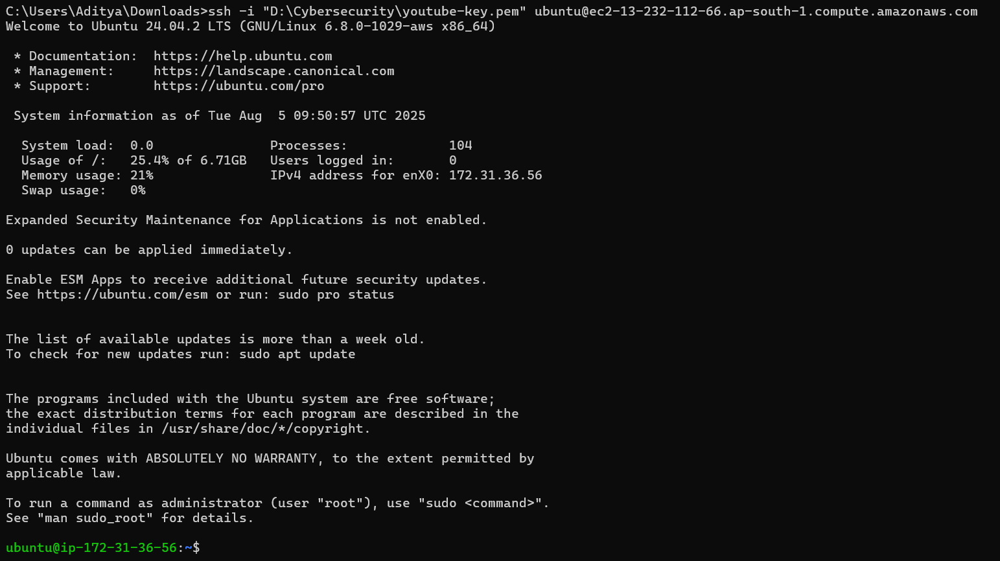 C:\Users\Aditya\Downloads>ssh -i "D:\Cybersecurity\youtube-key.pem" ubuntu@ec2-13-232-112-66.ap-south-1.compute.amazonaws.com
Welcome to Ubuntu 24.04.2 LTS (GNU/Linux 6.8.0-1029-aws x86_64)

 * Documentation:  https://help.ubuntu.com
 * Management:     https://landscape.canonical.com
 * Support:        https://ubuntu.com/pro

 System information as of Tue Aug  5 09:50:57 UTC 2025

  System load:  0.0               Processes:             104
  Usage of /:   25.4% of 6.71GB   Users logged in:       0
  Memory usage: 21%               IPv4 address for enX0: 172.31.36.56
  Swap usage:   0%

Expanded Security Maintenance for Applications is not enabled.

0 updates can be applied immediately.

Enable ESM Apps to receive additional future security updates.
See https://ubuntu.com/esm or run: sudo pro status


The list of available updates is more than a week old.
To check for new updates run: sudo apt update


The programs included with the Ubuntu system are free software;
the exact distribution terms for each program are described in the
individual files in /usr/share/doc/*/copyright.

Ubuntu comes with ABSOLUTELY NO WARRANTY, to the extent permitted by
applicable law.

To run a command as administrator (user "root"), use "sudo <command>".
See "man sudo_root" for details.

ubuntu@ip-172-31-36-56:~$